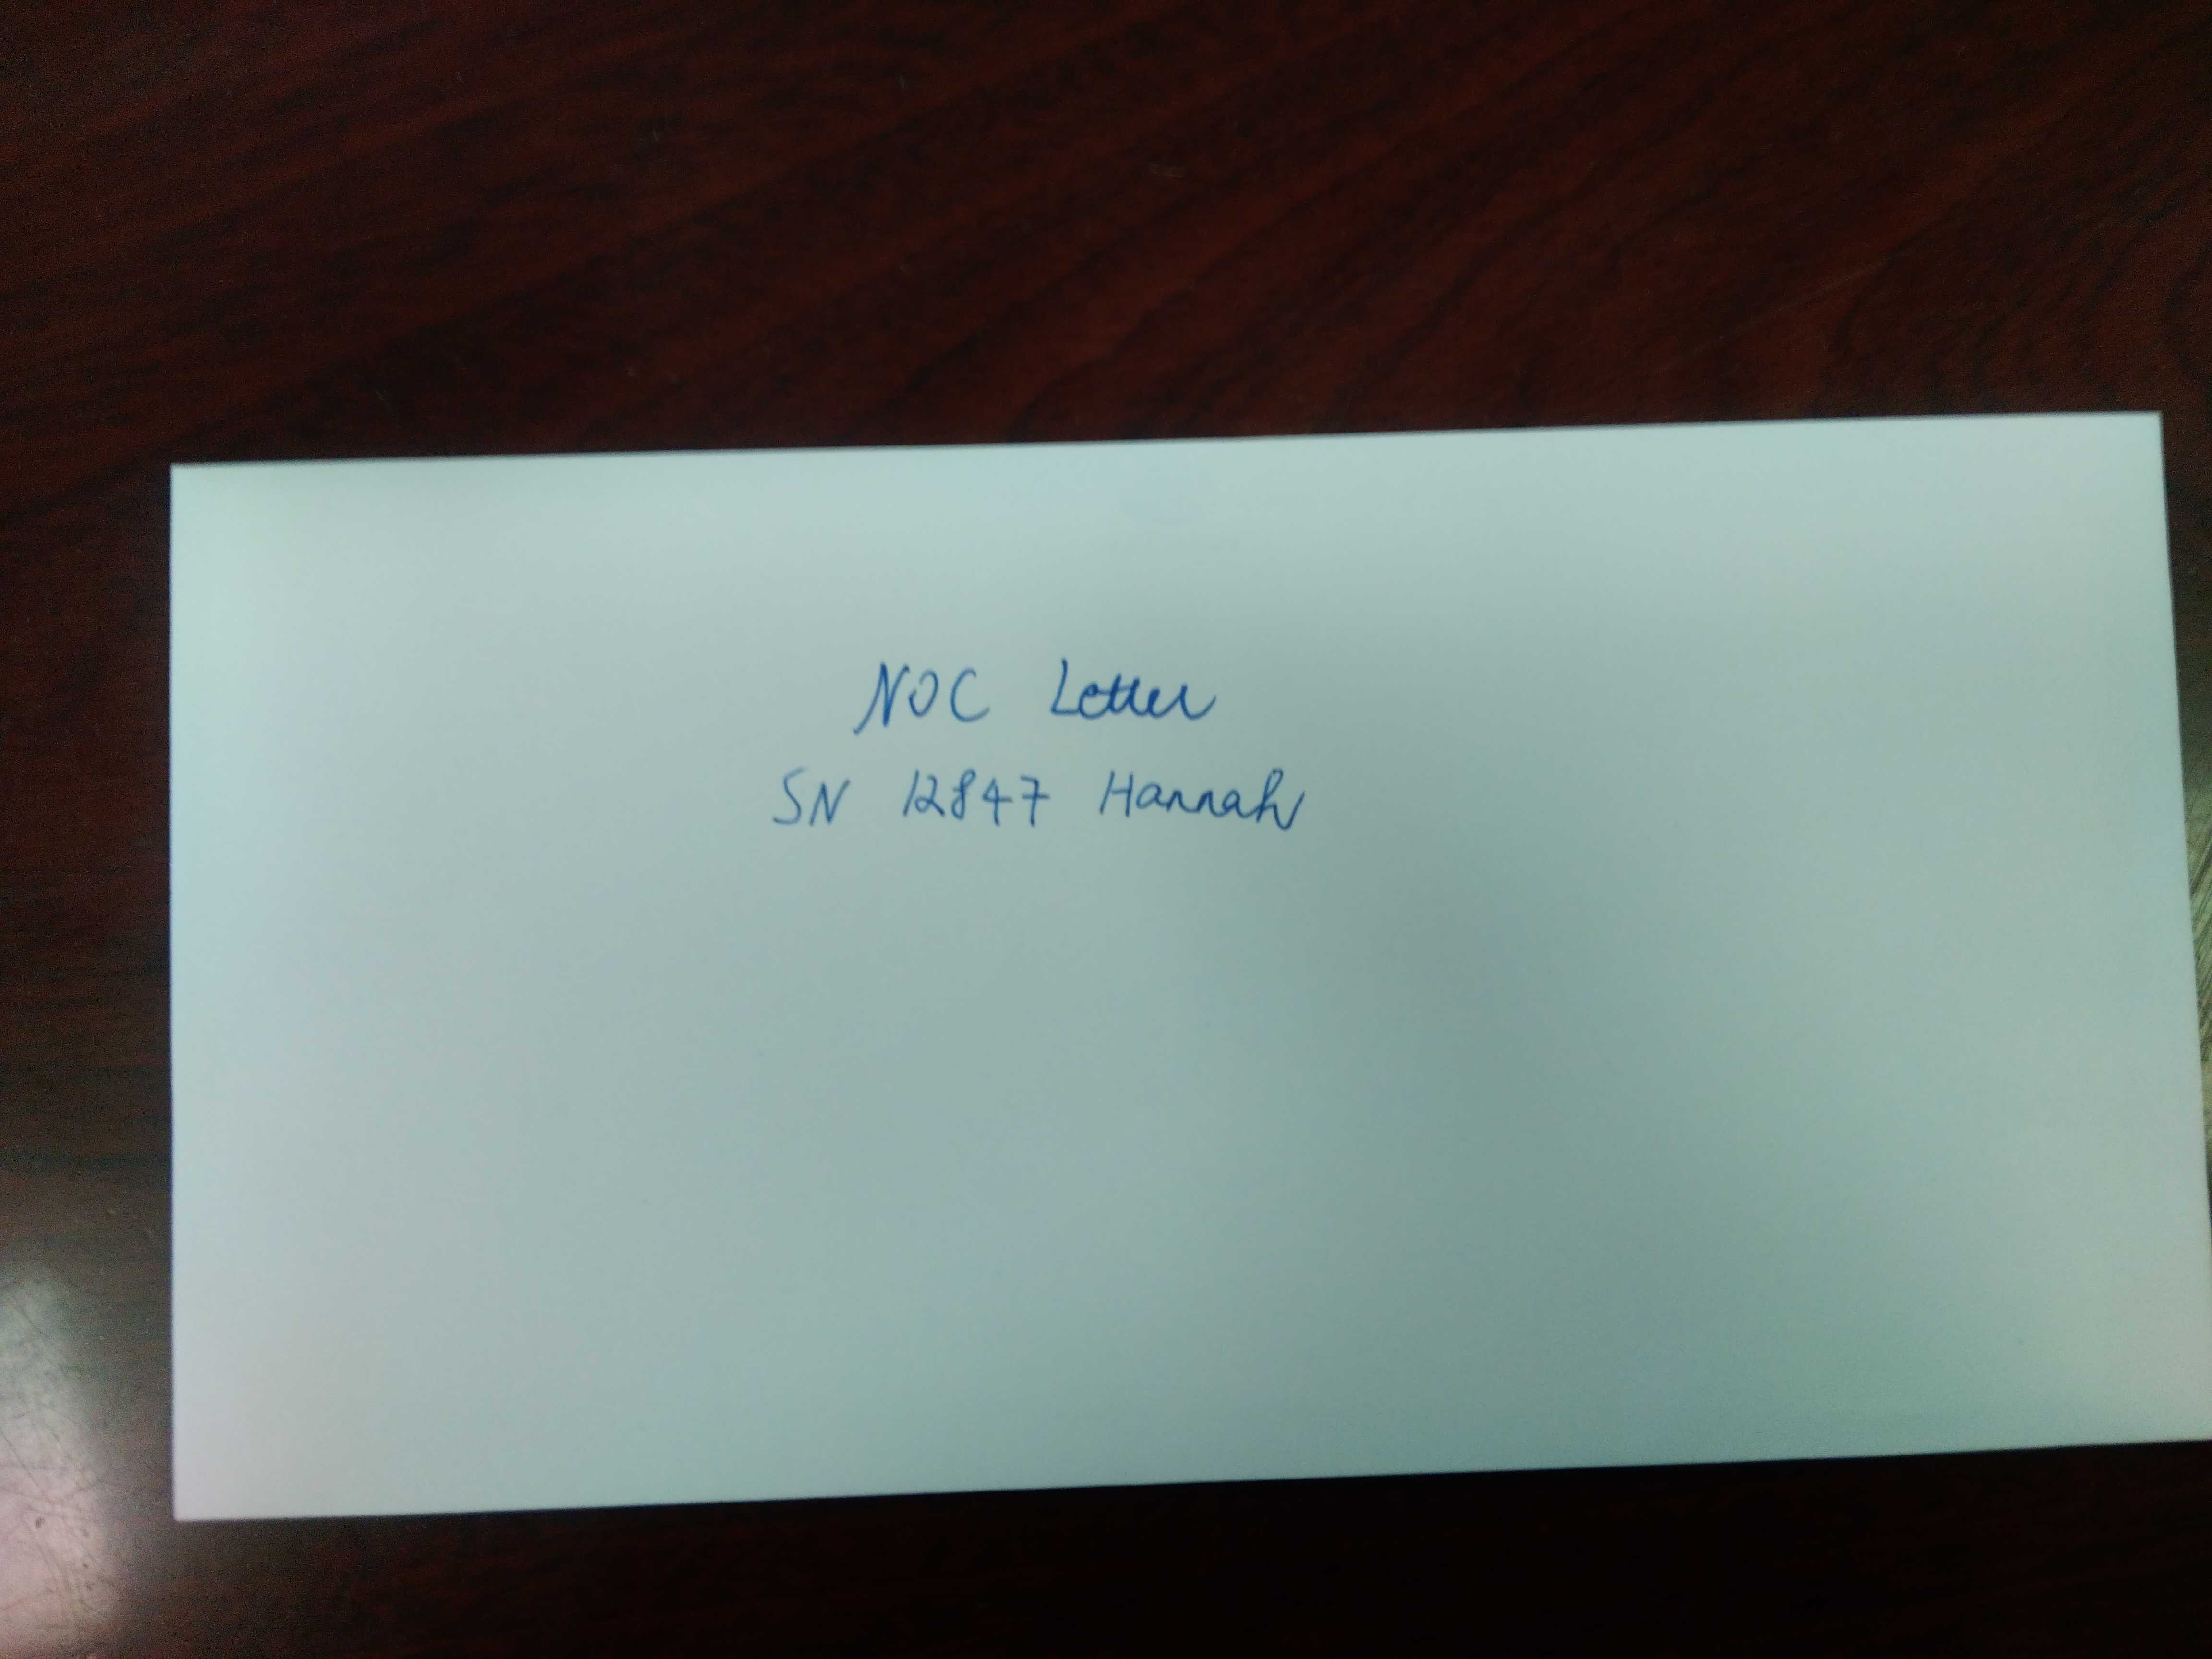 NOC Letter
SN 12847 Hannah